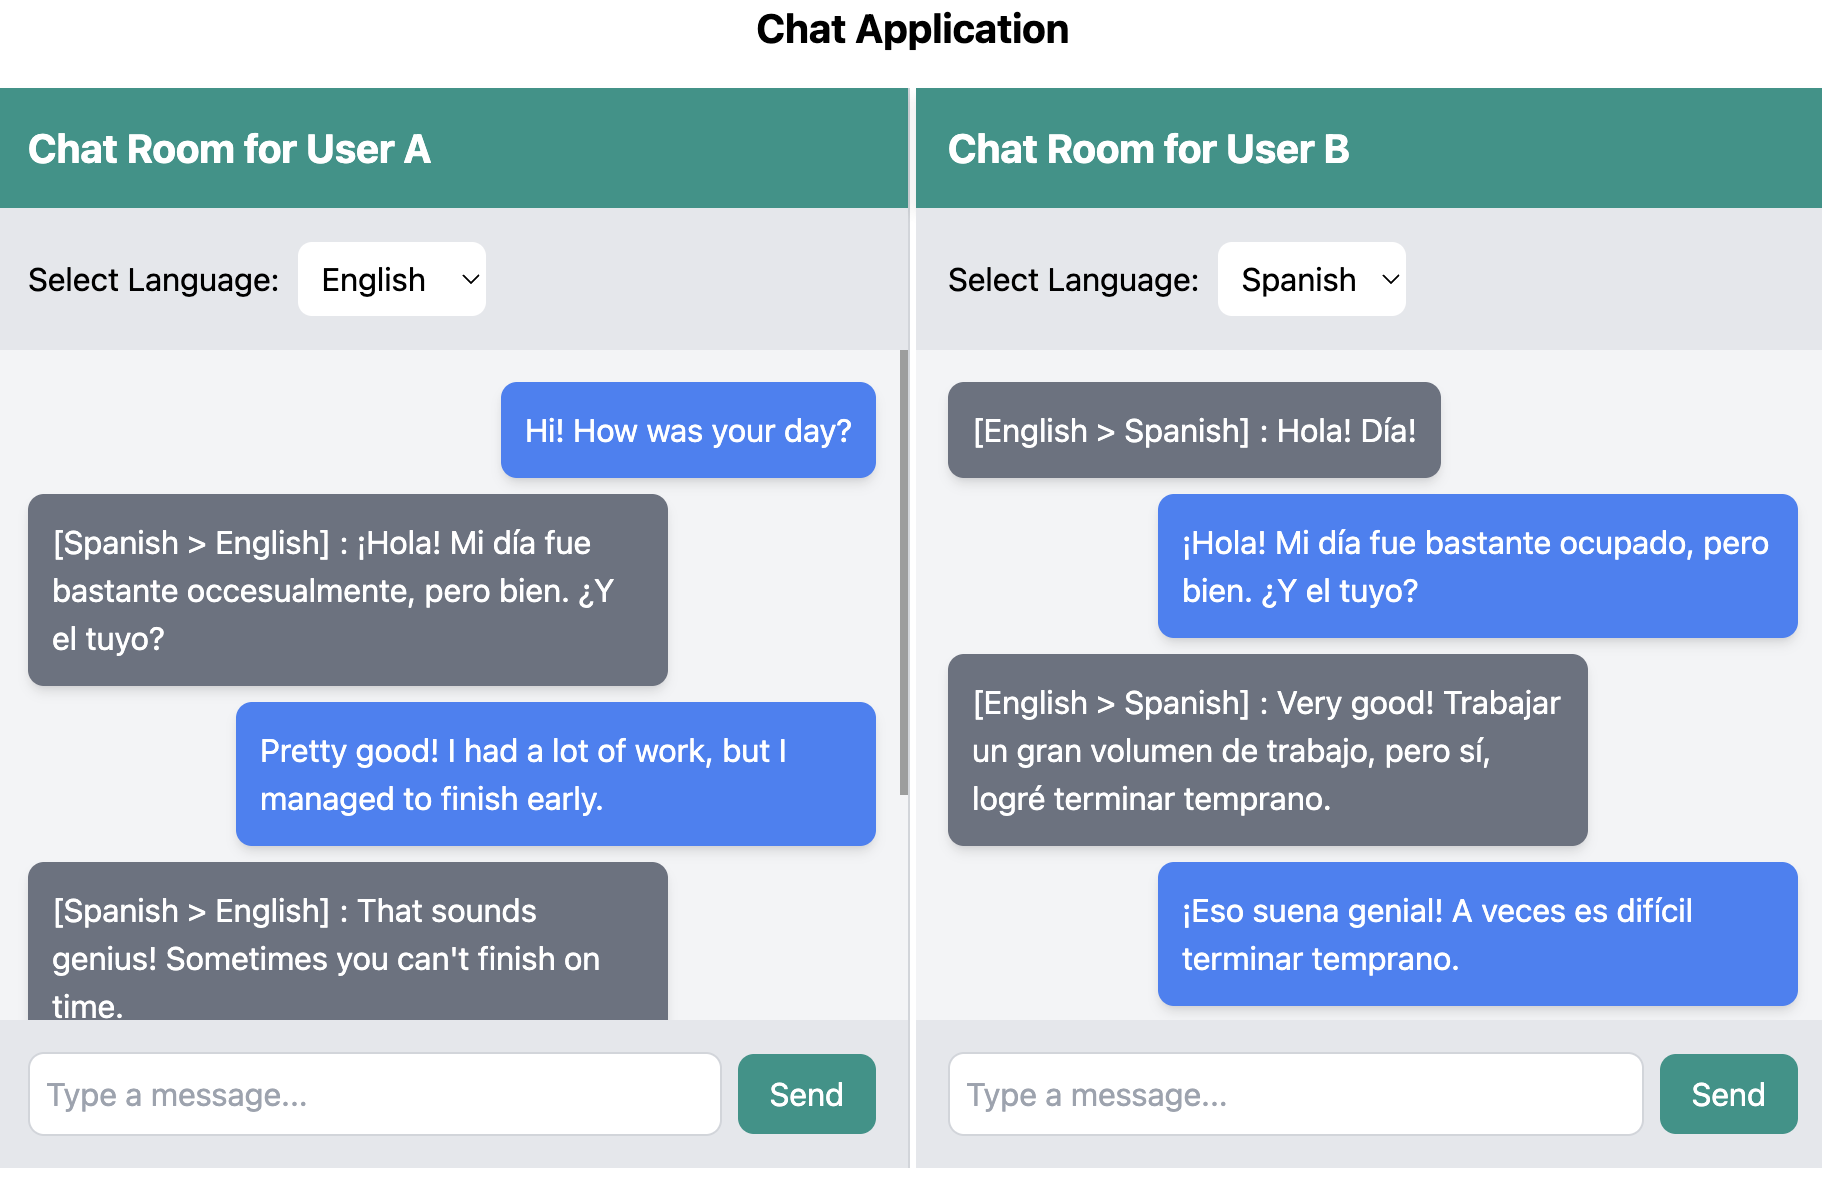 Chat Application
Chat Room for User A
Select Language:
English
Hi! How was your day?
[Spanish > English] : ¡Hola! Mi día fue
bastante occesualmente, pero bien. ¿Y
el tuyo?
Pretty good! I had a lot of work, but I
managed to finish early.
[Spanish > English] : That sounds
genius! Sometimes you can't finish on
time.
Type a message...
Send
Chat Room for User B
Select Language:
Spanish
[English > Spanish] : Hola! Día!
¡Hola! Mi día fue bastante ocupado, pero
bien. ¿Y el tuyo?
[English > Spanish] : Very good! Trabajar
un gran volumen de trabajo, pero sí,
logré terminar temprano.
¡Eso suena genial! A veces es difícil
terminar temprano.
Type a message...
Send